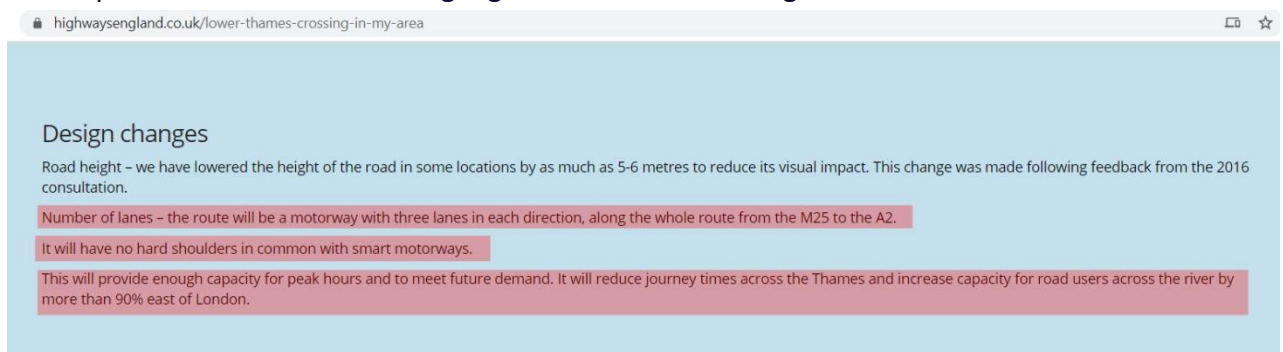 highwaysengland.co.uk/lower-thames-crossing-in-my-area
Design changes
Road height – we have lowered the height of the road in some locations by as much as 5-6 metres to reduce its visual impact. This change was made following feedback from the 2016
consultation.
Number of lanes – the route will be a motorway with three lanes in each direction, along the whole route from the M25 to the A2.
It will have no hard shoulders in common with smart motorways.
This will provide enough capacity for peak hours and to meet future demand. It will reduce journey times across the Thames and increase capacity for road users across the river by
more than 90% east of London.